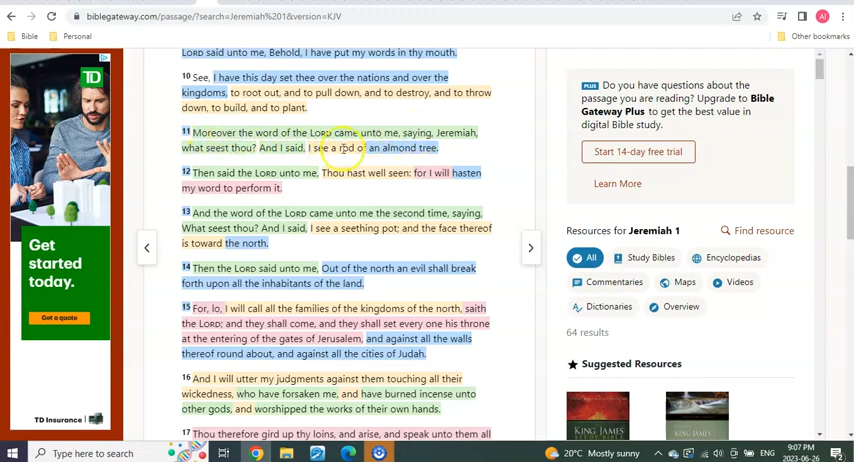 biblegateway.com/passage/?search=Jeremiah%201&version=KJV
Bible
Personal
Other bookmarks
LORD said unto me, Behold, I have put my words in thy mouth.
10 See, I have this day set thee over the nations and over the
kingdoms, to root out, and to pull down, and to destroy, and to throw
down, to build, and to plant.
11 Moreover the word of the LORD came unto me, saying, Jeremiah,
what seest thou? And I said, I see a rod of an almond tree.
12 Then said the LORD unto me, Thou hast well seen: for I will hasten
my word to perform it.
13 And the word of the LORD came unto me the second time, saying,
What seest thou? And I said, I see a seething pot; and the face thereof
is toward the north.
14 Then the LORD said unto me, Out of the north an evil shall break
forth upon all the inhabitants of the land.
15 For, lo, I will call all the families of the kingdoms of the north, saith
the LORD; and they shall come, and they shall set every one his throne
at the entering of the gates of Jerusalem, and against all the walls
thereof round about, and against all the cities of Judah.
16 And I will utter my judgments against them touching all their
wickedness, who have forsaken me, and have burned incense unto
other gods, and worshipped the works of their own hands.
17 Thou therefore gird up thy loins, and arise, and speak unto them all
TD
Get
started
today.
Get a quote
TD Insurance
PLUS Do you have questions about the
passage you are reading? Upgrade to Bible
Gateway Plus to get the best value in
digital Bible study.
Start 14-day free trial
Learn More
Resources for Jeremiah 1
Find resource
All
Study Bibles
Encyclopedias
Commentaries
Maps
Videos
Dictionaries
Overview
64 results
Suggested Resources
KING JAMES
Type here to search
20°C Mostly sunny
ENG
9:07 PM
2023-06-26